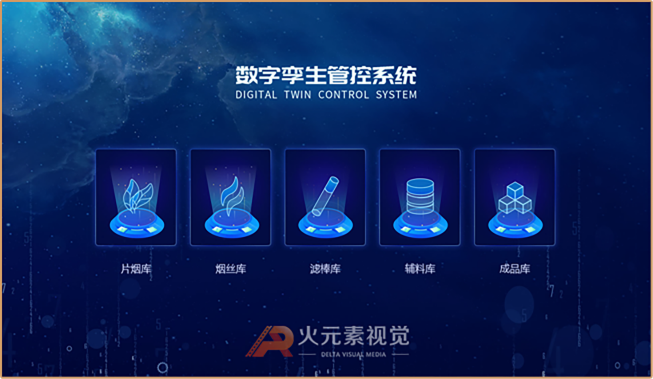 数字孪生管控系统
DIGITAL TWIN CONTROL SYSTEM
片烟库
烟丝库
滤棒库
辅料库
成品库
火元素视觉
DELTA VISUAL MEDIA